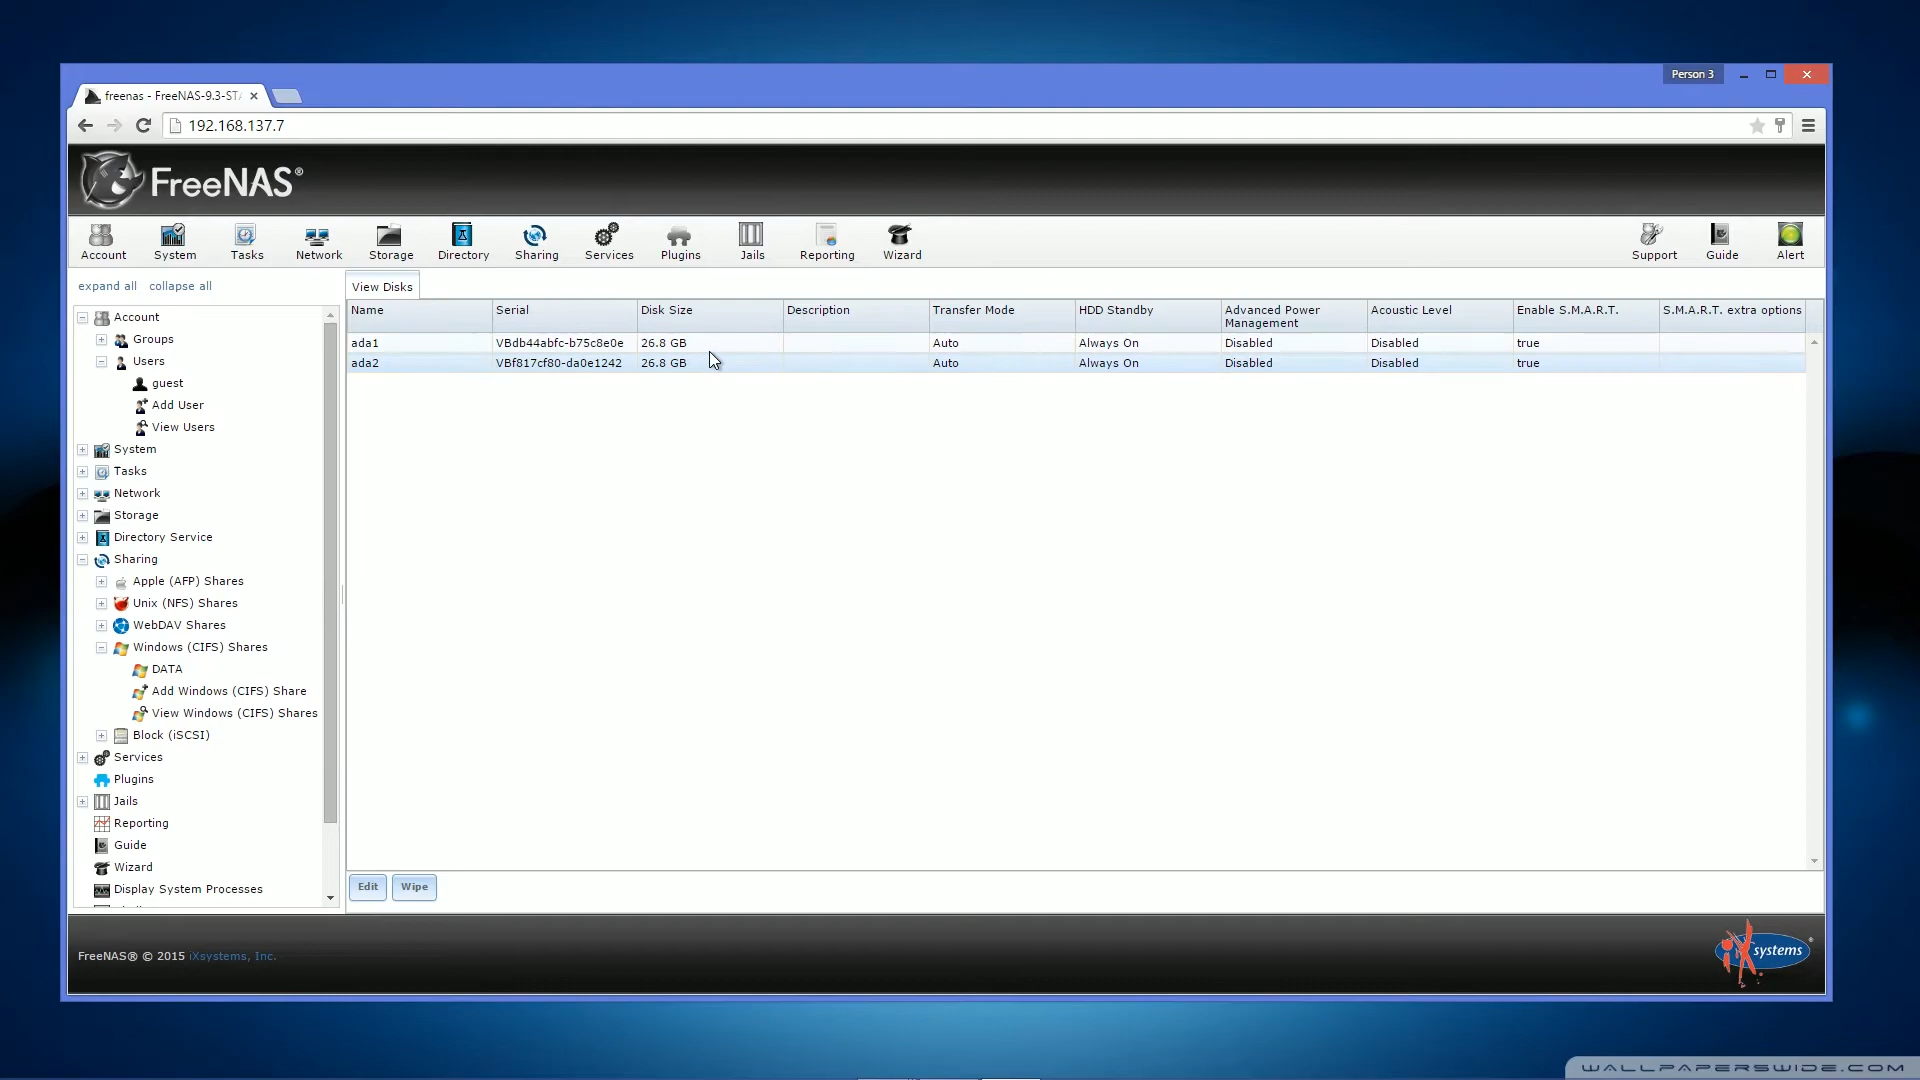 Person 3
freenas - FreeNAS-9.3-STA
192.168.137.7
FreeNAS®
Account System Tasks Network Storage Directory Sharing Services Plugins Jails Reporting Wizard Support Guide Alert
expand all collapse all
View Disks
Name Serial Disk Size Description Transfer Mode HDD Standby Advanced Power Management Acoustic Level Enable S.M.A.R.T. S.M.A.R.T. extra options
ada1 VBdb44abfc-b75c8e0e 26.8 GB Auto Always On Disabled Disabled true
ada2 VBf817cf80-da0e1242 26.8 GB Auto Always On Disabled Disabled true
Account
Groups
Users
guest
Add User
View Users
System
Tasks
Network
Storage
Directory Service
Sharing
Apple (AFP) Shares
Unix (NFS) Shares
WebDAV Shares
Windows (CIFS) Shares
DATA
Add Windows (CIFS) Share
View Windows (CIFS) Shares
Block (iSCSI)
Services
Plugins
Jails
Reporting
Guide
Wizard
Display System Processes
Edit Wipe
FreeNAS® © 2015 iXsystems, Inc.
iXsystems®
WALLPAPERSWIDE.COM